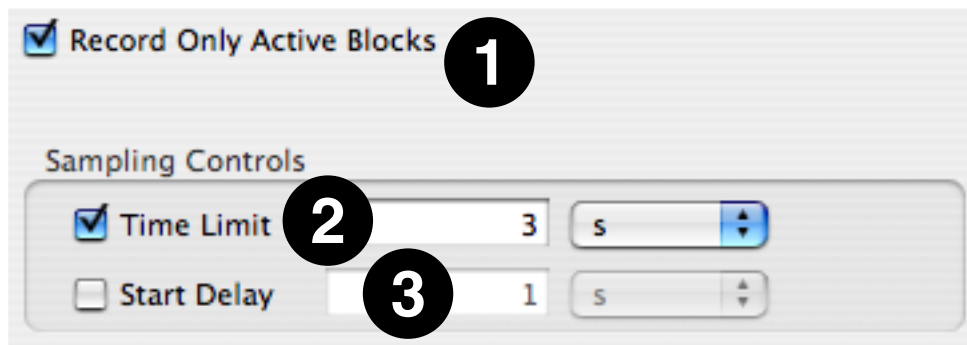 Record Only Active Blocks 1
Sampling Controls
Time Limit 2 3 s
Start Delay 3 1 s